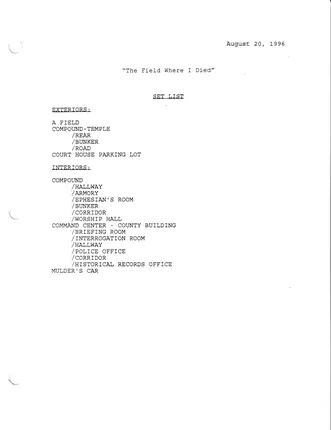 August 20, 1996
"The Field Where I Died"
SET LIST
EXTERIORS:
A FIELD
COMPOUND-TEMPLE
/REAR
/BUNKER
/ROAD
COURT HOUSE PARKING LOT
INTERIORS:
COMPOUND
/HALLWAY
/ARMORY
/EPHESIAN'S ROOM
/BUNKER
/CORRIDOR
/WORSHIP HALL
COMMAND CENTER - COUNTY BUILDING
/BRIEFING ROOM
/INTERROGATION ROOM
/HALLWAY
/POLICE OFFICE
/CORRIDOR
/HISTORICAL RECORDS OFFICE
MULDER'S CAR